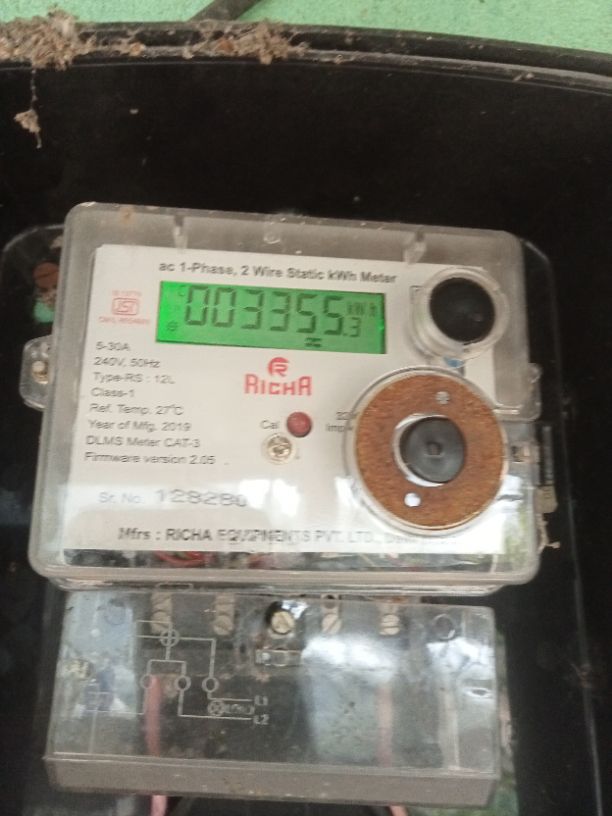 ac 1-Phase, 2 Wire Static kWh Meter
003355.3 kWh
ISI
5-30A
240V, 50Hz
Type-RS : 12L
Class-1
Ref. Temp. 27°C
Year of Mfg. 2019
DLMS Meter CAT-3
Firmware version 2.05
R
RICHA
Cal
Imp
Sr. No. 128280
Mfrs : RICHA EQUIPMENTS PVT. LTD.,
L1
L2